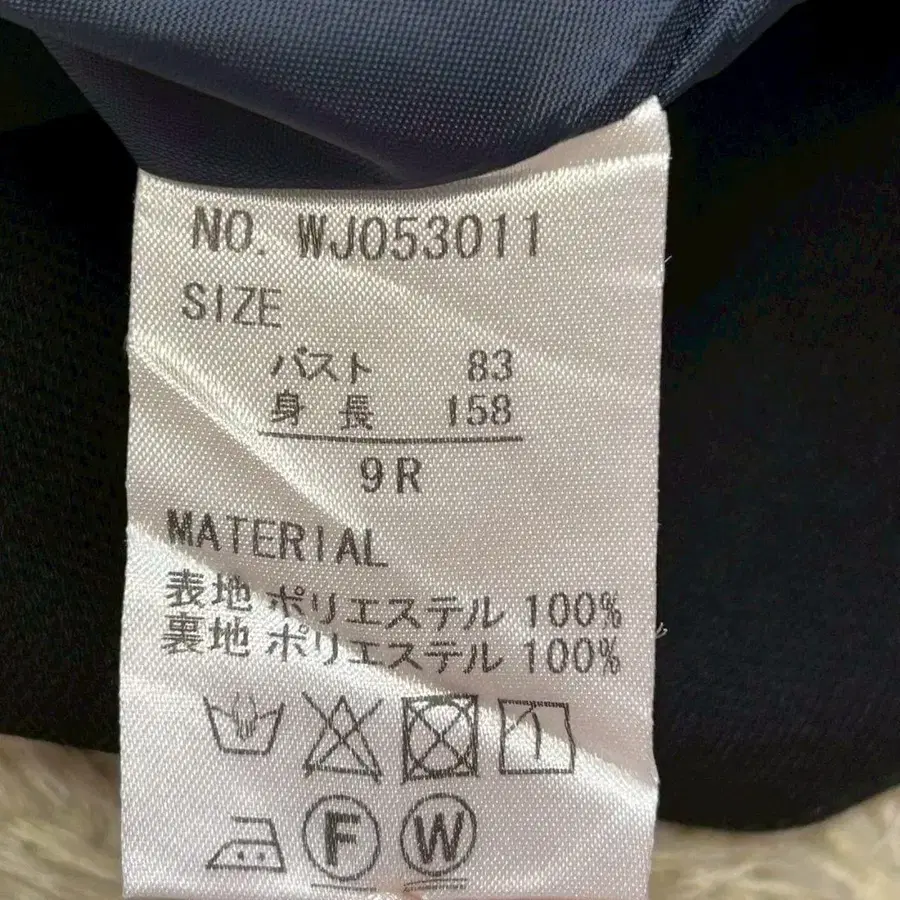 NO. WJ053011
SIZE
バスト 83
身長 158
9R
MATERIAL
表地 ポリエステル 100%
裏地 ポリエステル 100%
F W